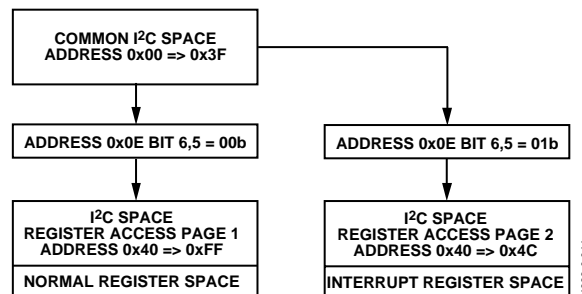 COMMON I²C SPACE
ADDRESS 0x00 => 0x3F
ADDRESS 0x0E BIT 6,5 = 00b
ADDRESS 0x0E BIT 6,5 = 01b
I²C SPACE
REGISTER ACCESS PAGE 1
ADDRESS 0x40 => 0xFF
NORMAL REGISTER SPACE
I²C SPACE
REGISTER ACCESS PAGE 2
ADDRESS 0x40 => 0x4C
INTERRUPT REGISTER SPACE